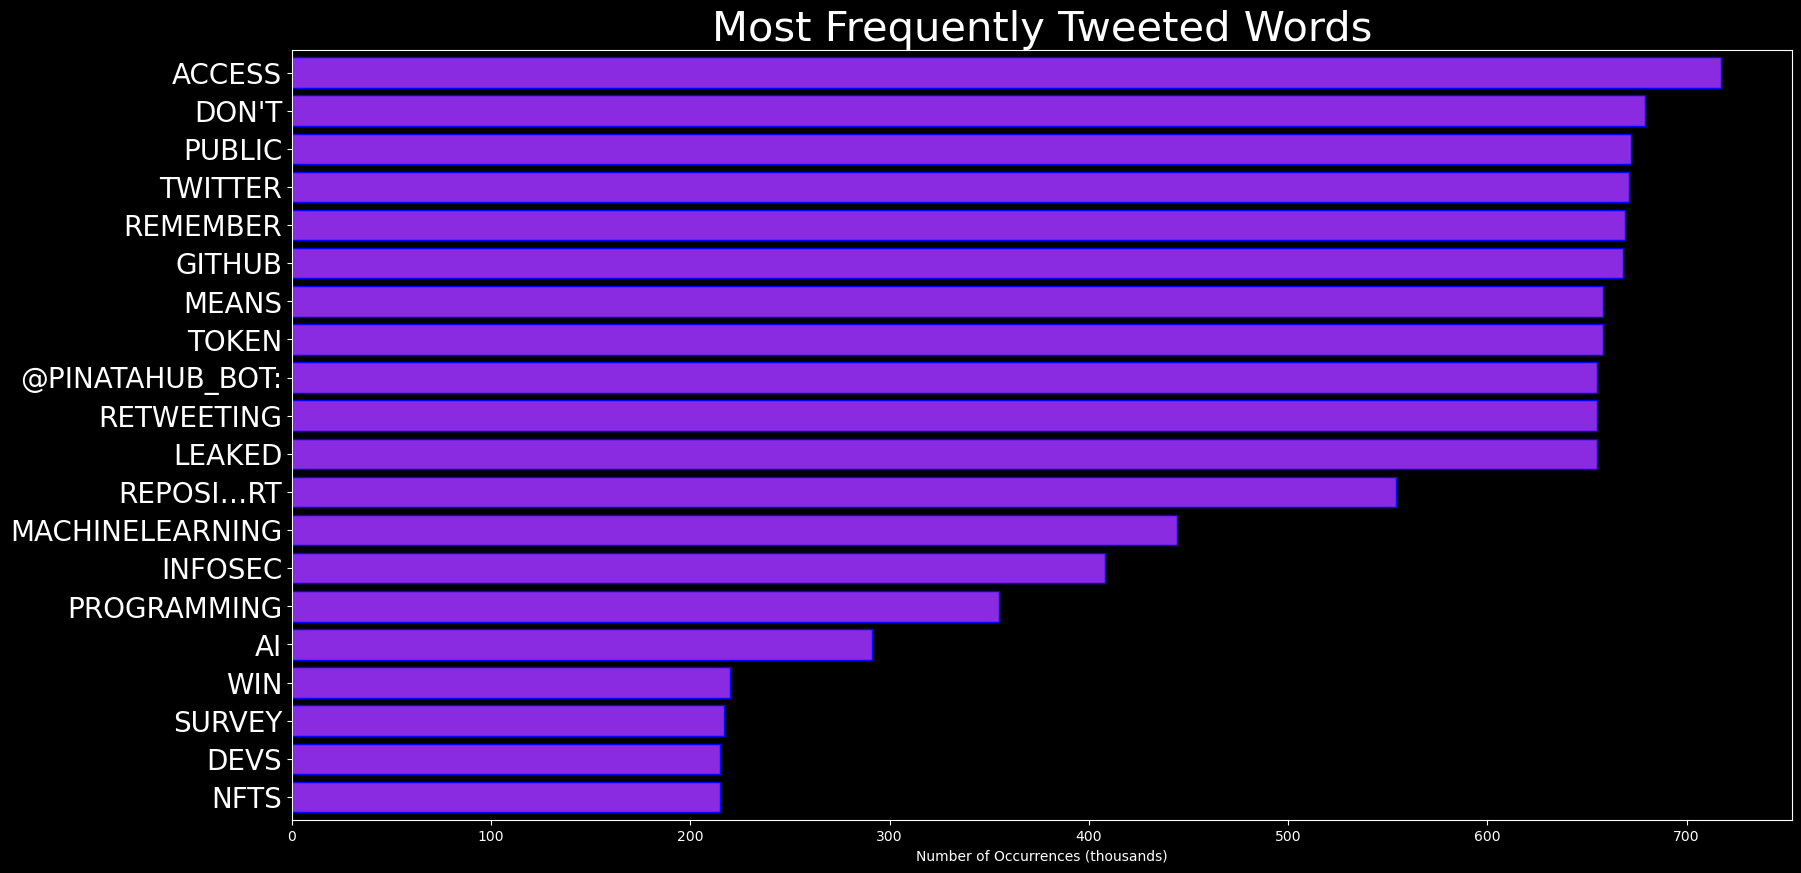 Most Frequently Tweeted Words
ACCESS
DON'T
PUBLIC
TWITTER
REMEMBER
GITHUB
MEANS
TOKEN
@PINATAHUB_BOT:
RETWEETING
LEAKED
REPOSI…RT
MACHINELEARNING
INFOSEC
PROGRAMMING
AI
WIN
SURVEY
DEVS
NFTS
0 100 200 300 400 500 600 700
Number of Occurrences (thousands)